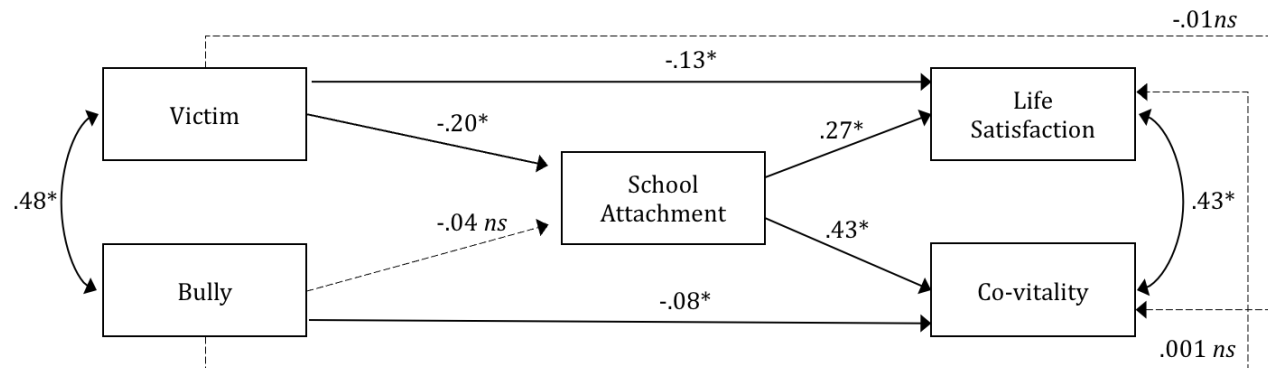 -.01ns
-.13*
Victim
Life
Satisfaction
-.20*
.27*
School
Attachment
.48*
.43*
-.04 ns
.43*
Bully
Co-vitality
-.08*
.001 ns